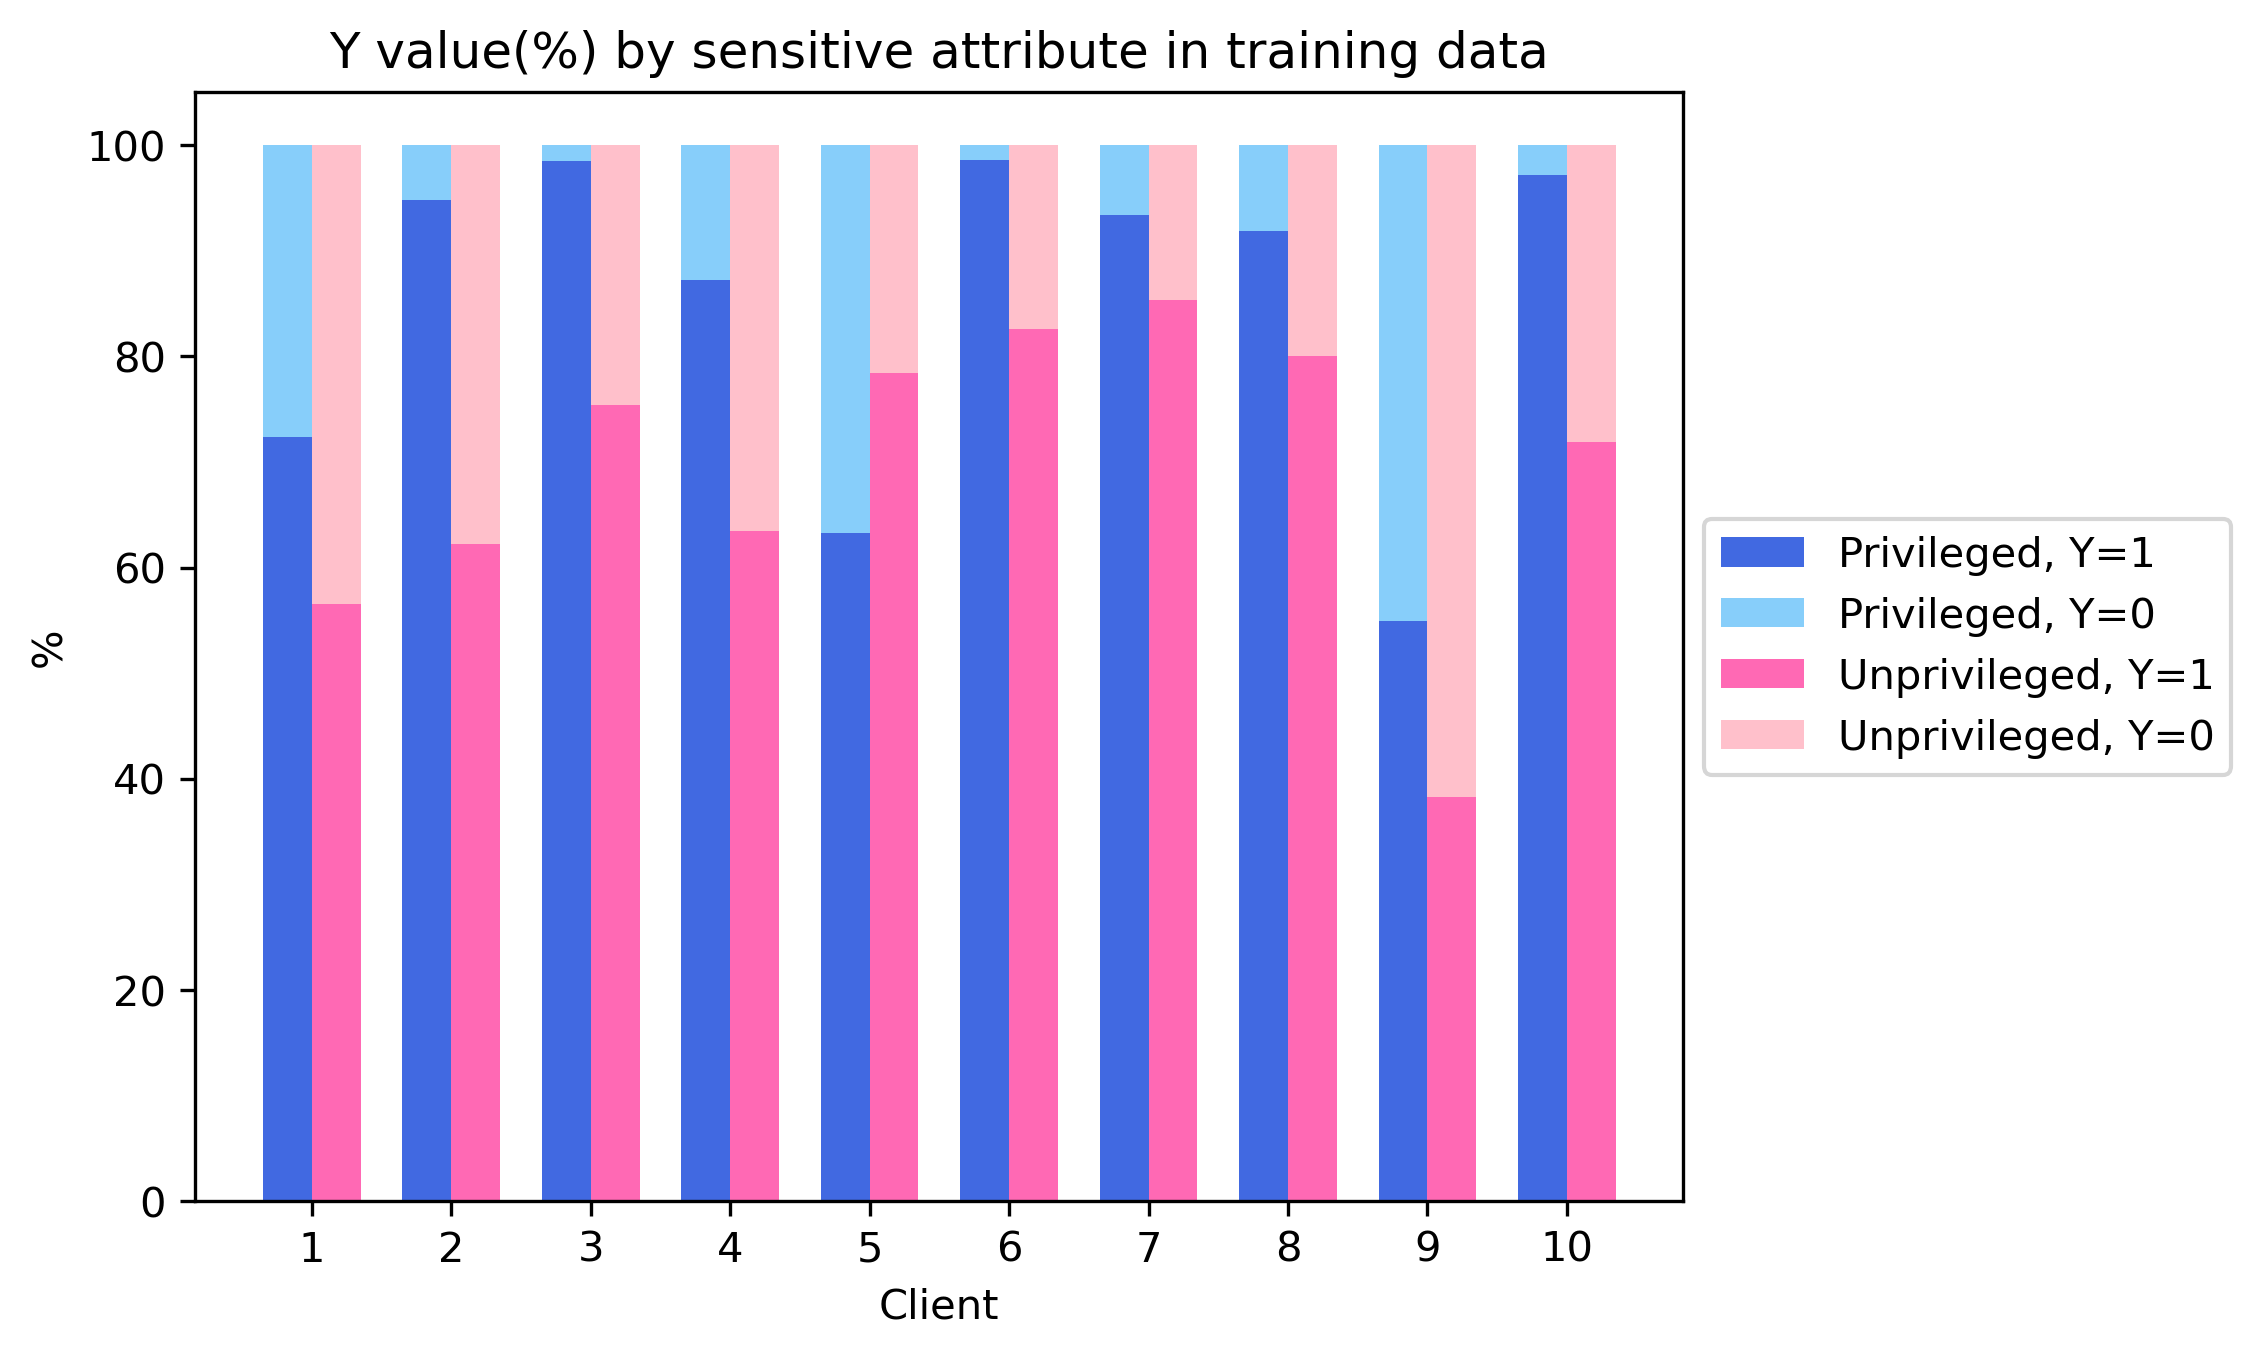 Y value(%) by sensitive attribute in training data
100
80
60
40
20
0
%
1 2 3 4 5 6 7 8 9 10
Client
Privileged, Y=1
Privileged, Y=0
Unprivileged, Y=1
Unprivileged, Y=0